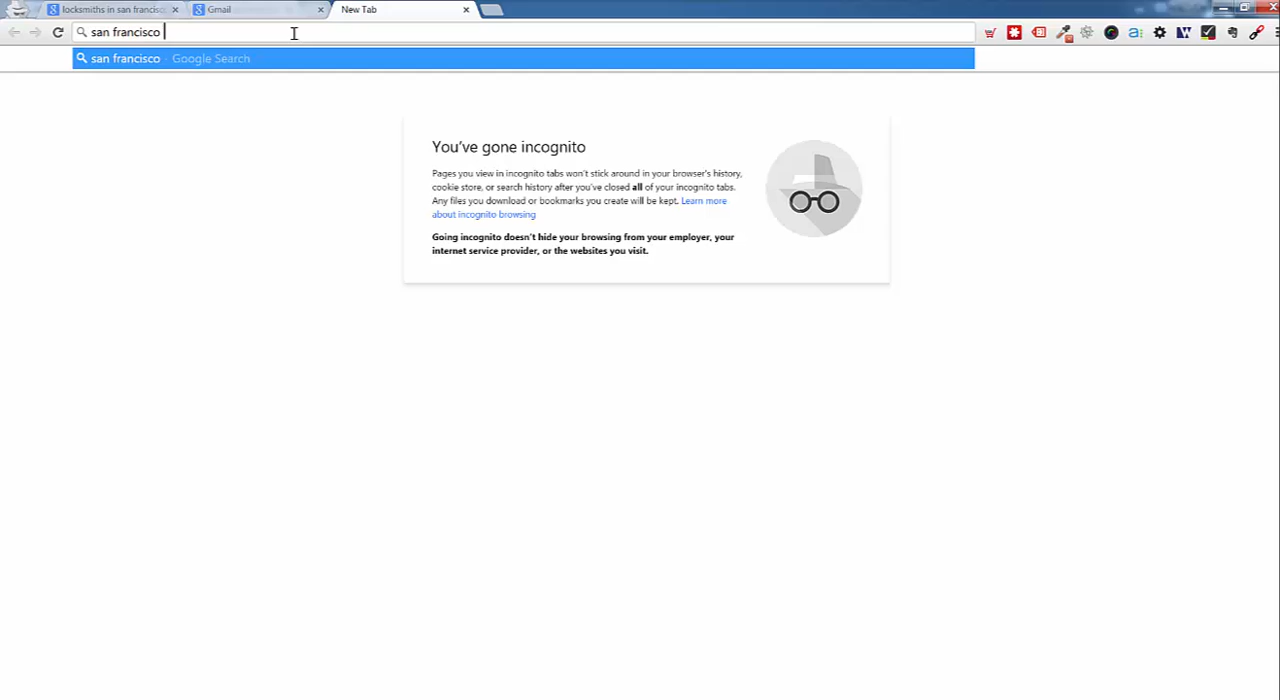 locksmiths in san francisc
Gmail
New Tab
san francisco
san francisco - Google Search
You've gone incognito
Pages you view in incognito tabs won't stick around in your browser's history,
cookie store, or search history after you've closed all of your incognito tabs.
Any files you download or bookmarks you create will be kept. Learn more
about incognito browsing
Going incognito doesn't hide your browsing from your employer, your
internet service provider, or the websites you visit.